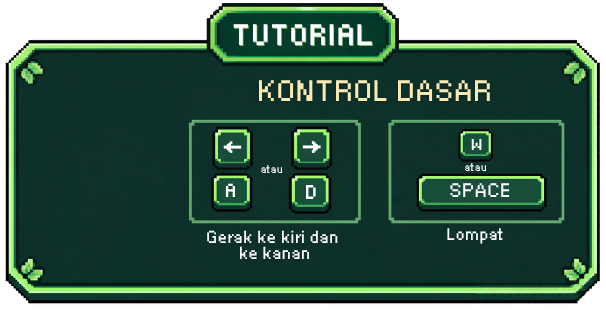 TUTORIAL
KONTROL DASAR
← →
atau
A D
Gerak ke kiri dan
ke kanan
W
atau
SPACE
Lompat